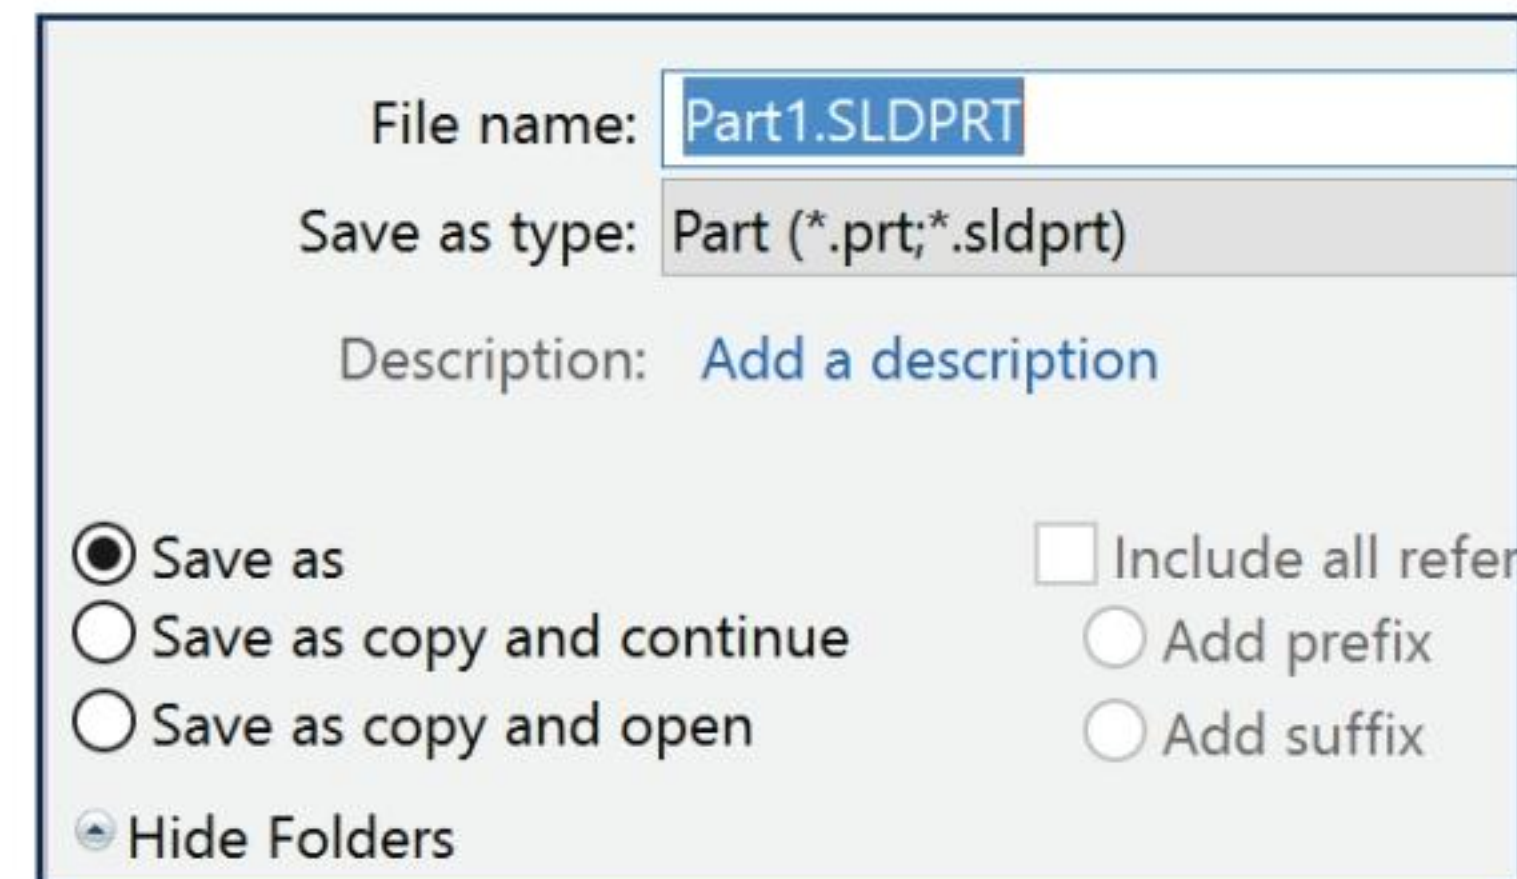 File name: Part1.SLDPRT
Save as type: Part (*.prt;*.sldprt)
Description: Add a description
Save as
Include all refer
Save as copy and continue
Add prefix
Save as copy and open
Add suffix
Hide Folders